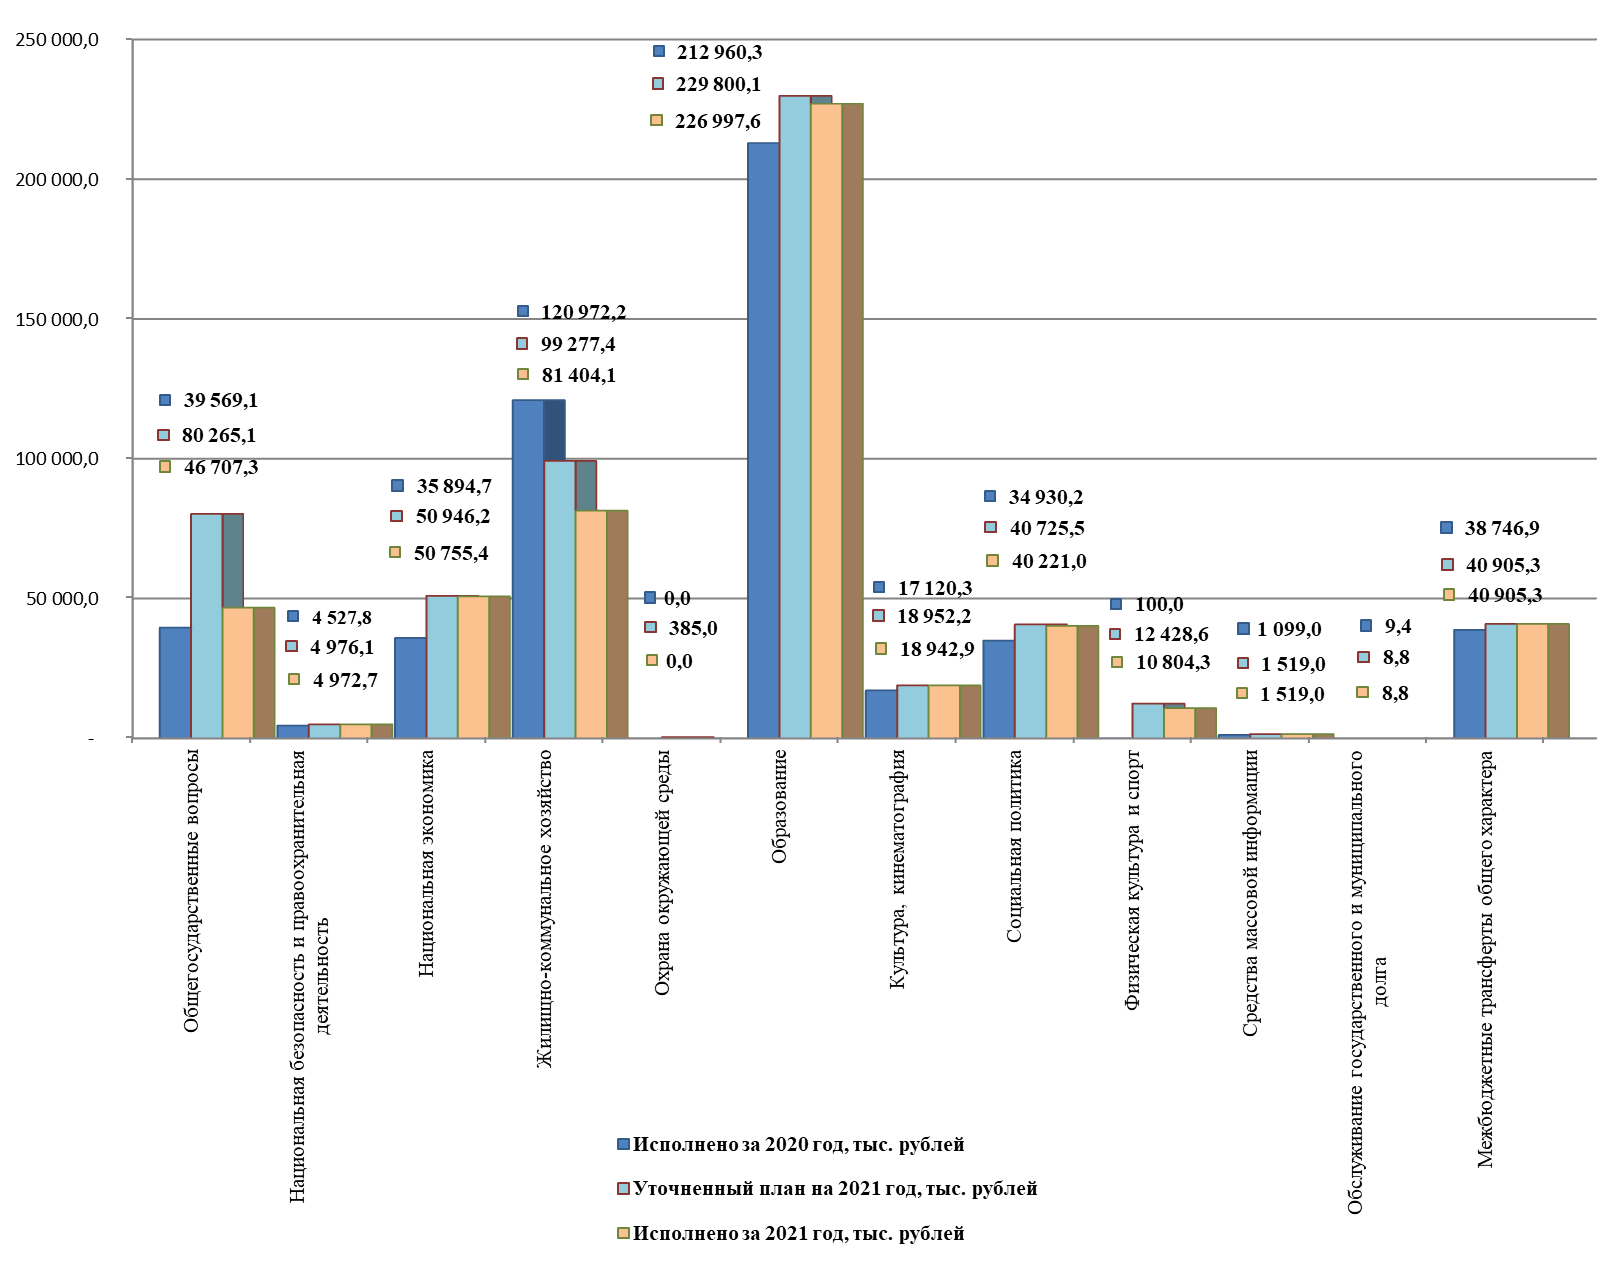 250 000,0
200 000,0
150 000,0
100 000,0
50 000,0
-
39 569,1
80 265,1
46 707,3
4 527,8
4 976,1
4 972,7
35 894,7
50 946,2
50 755,4
120 972,2
99 277,4
81 404,1
0,0
385,0
0,0
212 960,3
229 800,1
226 997,6
17 120,3
18 952,2
18 942,9
34 930,2
40 725,5
40 221,0
100,0
12 428,6
10 804,3
1 099,0
1 519,0
1 519,0
9,4
8,8
8,8
38 746,9
40 905,3
40 905,3
Общегосударственные вопросы
Национальная безопасность и правоохранительная
деятельность
Национальная экономика
Жилищно-коммунальное хозяйство
Охрана окружающей среды
Образование
Культура, кинематография
Социальная политика
Физическая культура и спорт
Средства массовой информации
Обслуживание государственного и муниципального
долга
Межбюджетные трансферты общего характера
Исполнено за 2020 год, тыс. рублей
Уточненный план на 2021 год, тыс. рублей
Исполнено за 2021 год, тыс. рублей